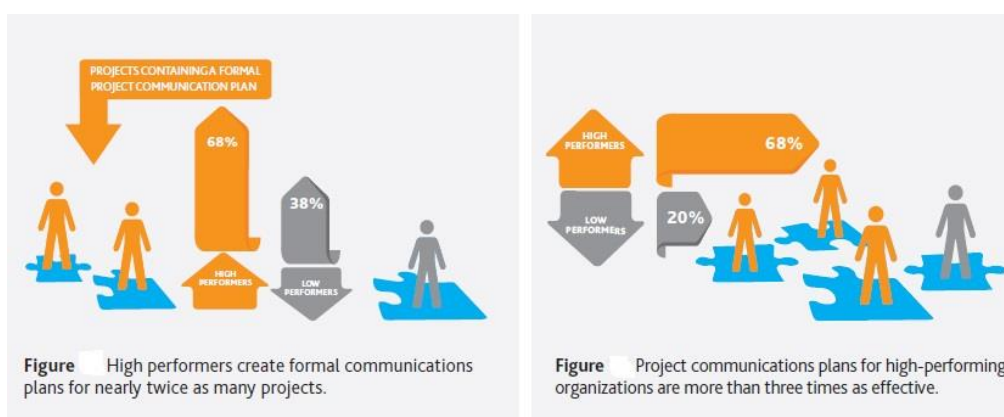 PROJECTS CONTAINING A FORMAL
PROJECT COMMUNICATION PLAN
68%
38%
HIGH
PERFORMERS
LOW
PERFORMERS
Figure High performers create formal communications
plans for nearly twice as many projects.
HIGH
PERFORMERS
68%
LOW
PERFORMERS
20%
Figure Project communications plans for high-performing
organizations are more than three times as effective.